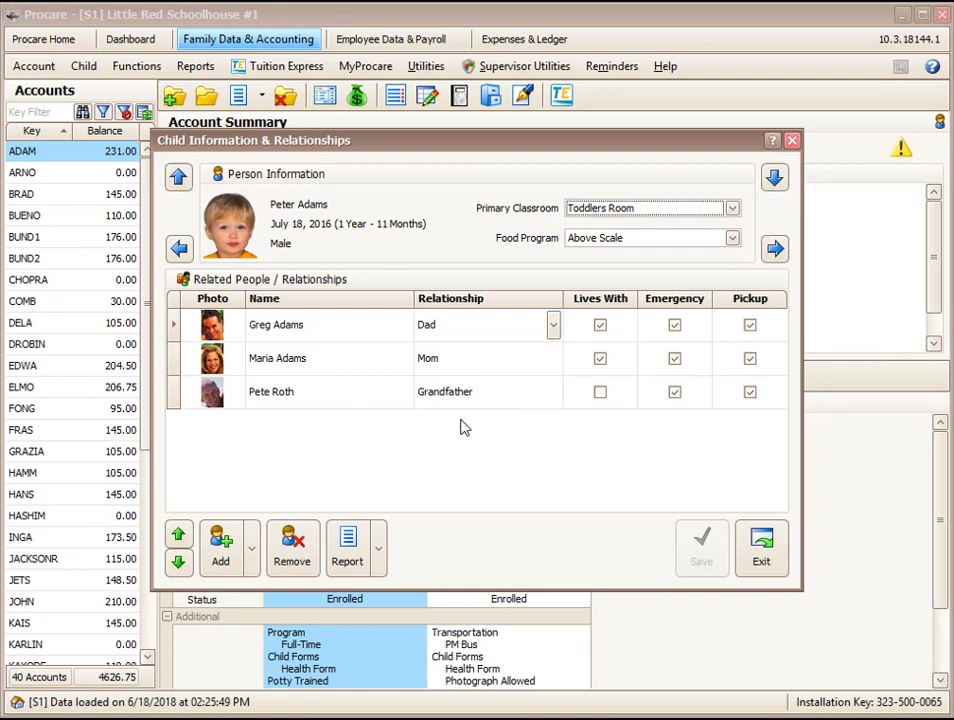 Procare - [S1] Little Red Schoolhouse #1
Procare Home Dashboard Family Data & Accounting Employee Data & Payroll Expenses & Ledger 10.3.18144.1
Account Child Functions Reports TE Tuition Express MyProcare Utilities Supervisor Utilities Reminders Help
Accounts
Key Filter
Key Balance
ADAM 231.00
ARNO 0.00
BRAD 145.00
BUENO 110.00
BUND1 176.00
BUND2 176.00
CHOPRA 0.00
COMB 30.00
DELA 105.00
DROBIN 0.00
EDWA 204.50
ELMO 206.75
FONG 95.00
FRAS 145.00
GRAZIA 105.00
HAMM 105.00
HANS 145.00
HASHIM 0.00
INGA 173.50
JACKSONR 0.00
JETS 148.50
JOHN 210.00
KAIS 145.00
KARLIN 0.00
40 Accounts 4626.75
TE
Account Summary
Child Information & Relationships
Person Information
Peter Adams
July 18, 2016 (1 Year - 11 Months)
Male
Primary Classroom Toddlers Room
Food Program Above Scale
Related People / Relationships
Photo Name Relationship Lives With Emergency Pickup
Greg Adams Dad
Maria Adams Mom
Pete Roth Grandfather
Add Remove Report Save Exit
Status Enrolled Enrolled
Additional
Program Transportation
Full-Time PM Bus
Child Forms Child Forms
Health Form Health Form
Potty Trained Photograph Allowed
[S1] Data loaded on 6/18/2018 at 02:25:49 PM Installation Key: 323-500-0065